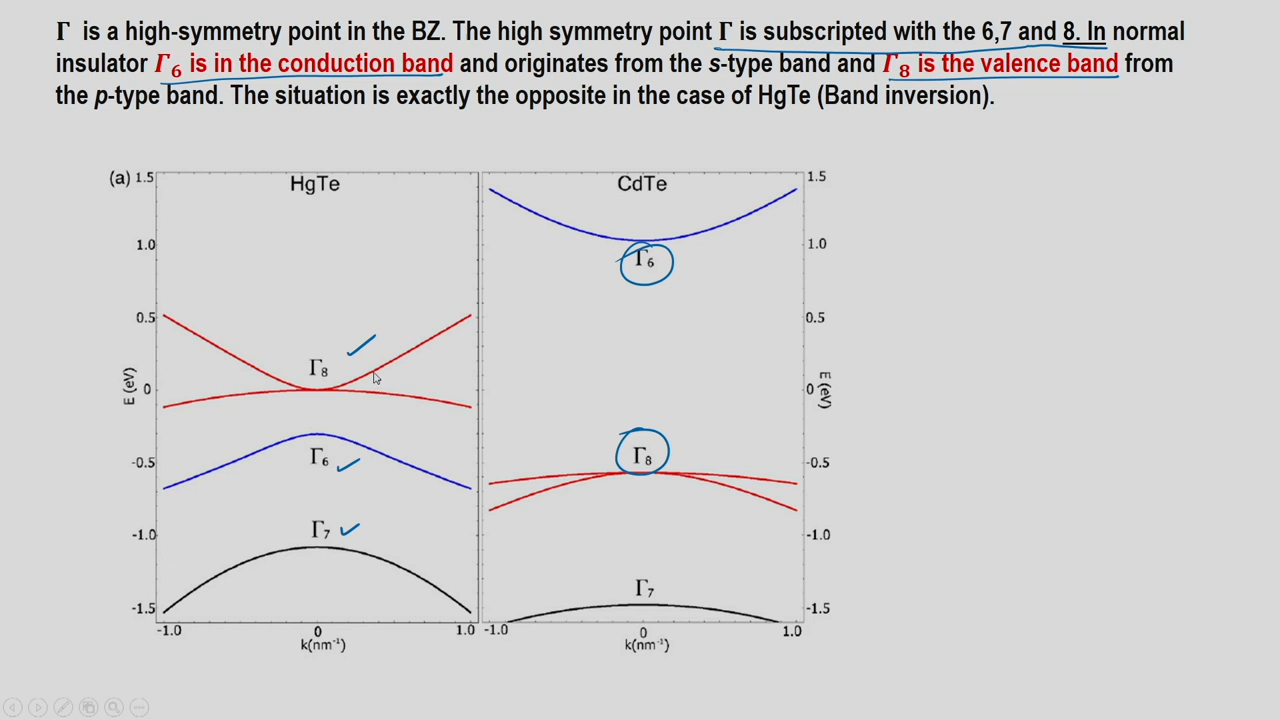 Γ is a high-symmetry point in the BZ. The high symmetry point Γ is subscripted with the 6,7 and 8. In normal
insulator Γ₆ is in the conduction band and originates from the s-type band and Γ₈ is the valence band from
the p-type band. The situation is exactly the opposite in the case of HgTe (Band inversion).
(a)
HgTe
CdTe
1.5
1.0
0.5
0
-0.5
-1.0
-1.5
E (eV)
Γ₈
Γ₆
Γ₇
Γ₆
Γ₈
Γ₇
1.5
1.0
0.5
0
-0.5
-1.0
-1.5
E (eV)
-1.0 0 1.0
k(nm⁻¹)
-1.0 0 1.0
k(nm⁻¹)